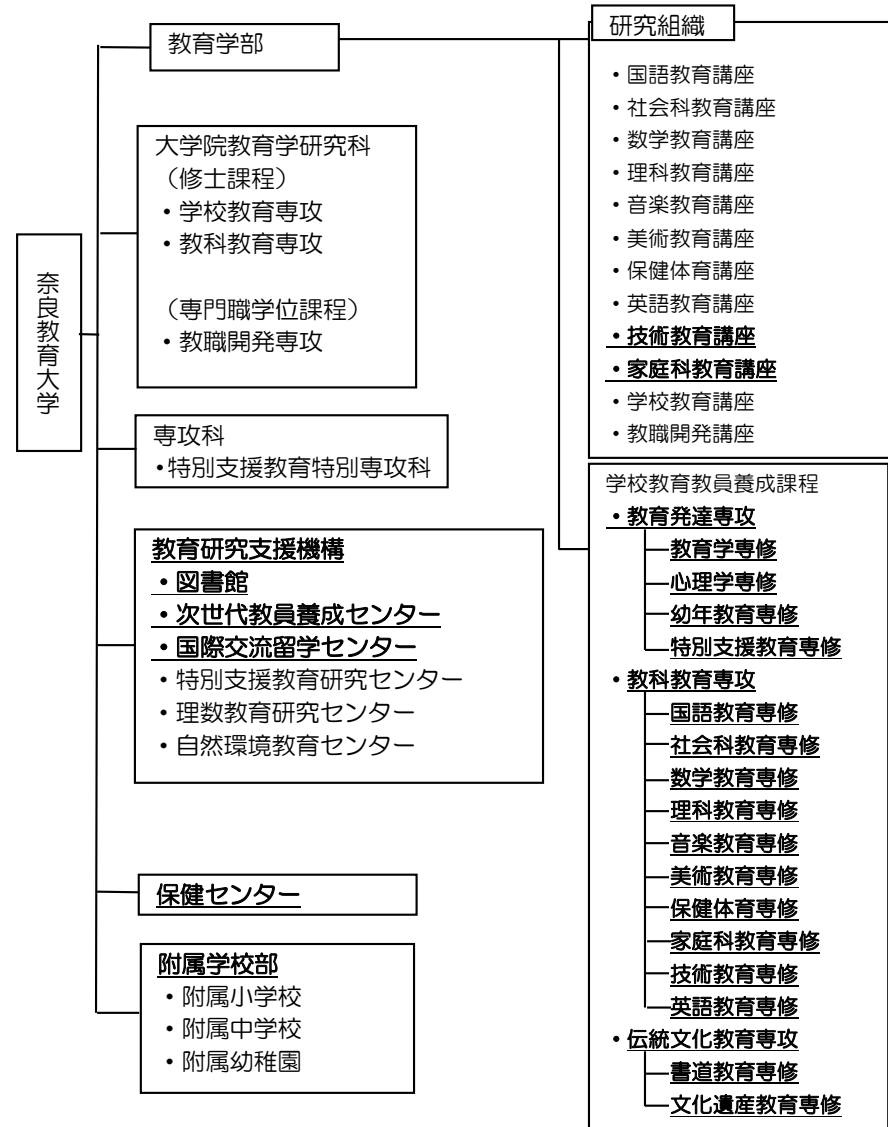 奈良教育大学
教育学部
大学院教育学研究科
（修士課程）
・学校教育専攻
・教科教育専攻
（専門職学位課程）
・教職開発専攻
専攻科
・特別支援教育特別専攻科
教育研究支援機構
・図書館
・次世代教員養成センター
・国際交流留学センター
・特別支援教育研究センター
・理数教育研究センター
・自然環境教育センター
保健センター
附属学校部
・附属小学校
・附属中学校
・附属幼稚園
研究組織
・国語教育講座
・社会科教育講座
・数学教育講座
・理科教育講座
・音楽教育講座
・美術教育講座
・保健体育講座
・英語教育講座
・技術教育講座
・家庭科教育講座
・学校教育講座
・教職開発講座
学校教育教員養成課程
・教育発達専攻
教育学専修
心理学専修
幼年教育専修
特別支援教育専修
・教科教育専攻
国語教育専修
社会科教育専修
数学教育専修
理科教育専修
音楽教育専修
美術教育専修
保健体育専修
家庭科教育専修
技術教育専修
英語教育専修
・伝統文化教育専攻
書道教育専修
文化遺産教育専修